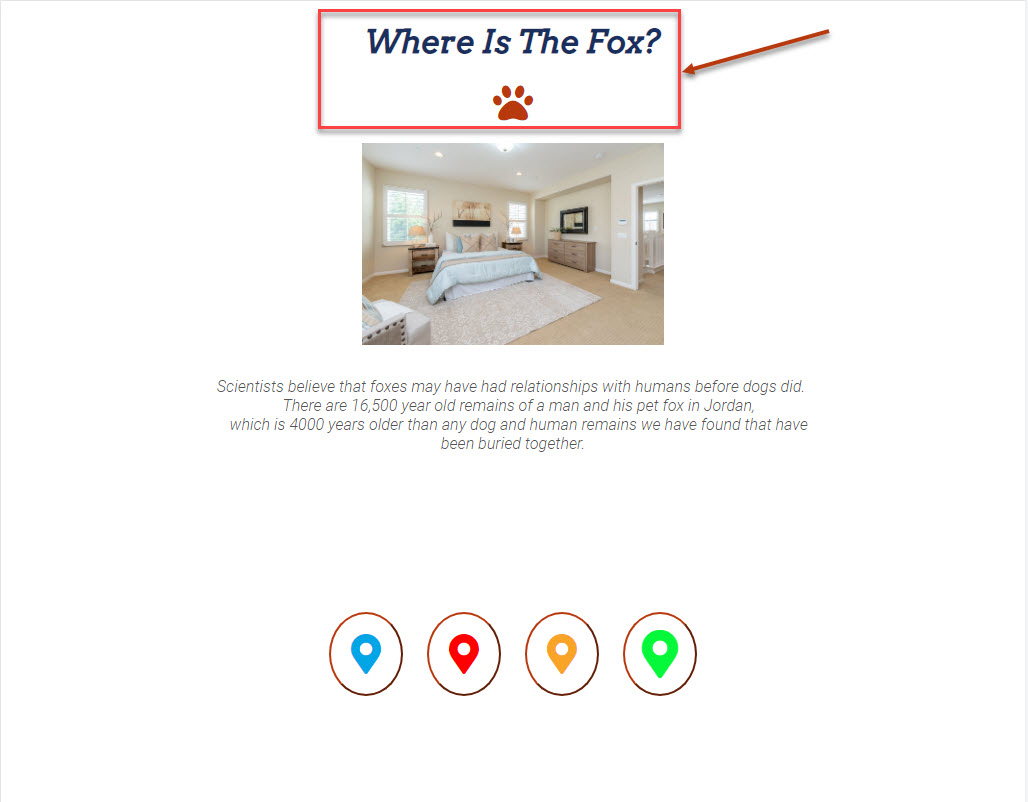 Where Is The Fox?
Scientists believe that foxes may have had relationships with humans before dogs did.
There are 16,500 year old remains of a man and his pet fox in Jordan,
which is 4000 years older than any dog and human remains we have found that have
been buried together.